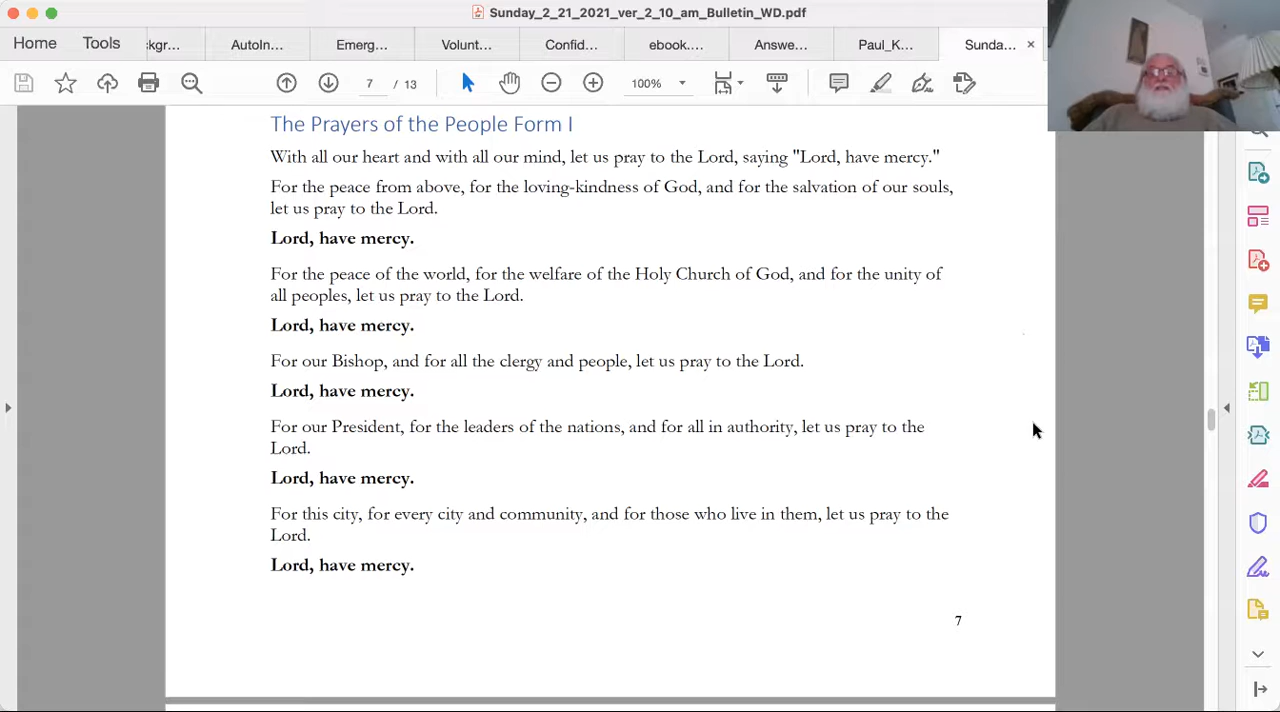 Sunday_2_21_2021_ver_2_10_am_Bulletin_WD.pdf
Home Tools kgr... AutoIn... Emerg... Volunt... Confid... ebook.... Answe... Paul_K... Sunda... ×
7 / 13 100%
The Prayers of the People Form I
With all our heart and with all our mind, let us pray to the Lord, saying "Lord, have mercy."
For the peace from above, for the loving-kindness of God, and for the salvation of our souls,
let us pray to the Lord.
Lord, have mercy.
For the peace of the world, for the welfare of the Holy Church of God, and for the unity of
all peoples, let us pray to the Lord.
Lord, have mercy.
For our Bishop, and for all the clergy and people, let us pray to the Lord.
Lord, have mercy.
For our President, for the leaders of the nations, and for all in authority, let us pray to the
Lord.
Lord, have mercy.
For this city, for every city and community, and for those who live in them, let us pray to the
Lord.
Lord, have mercy.
7